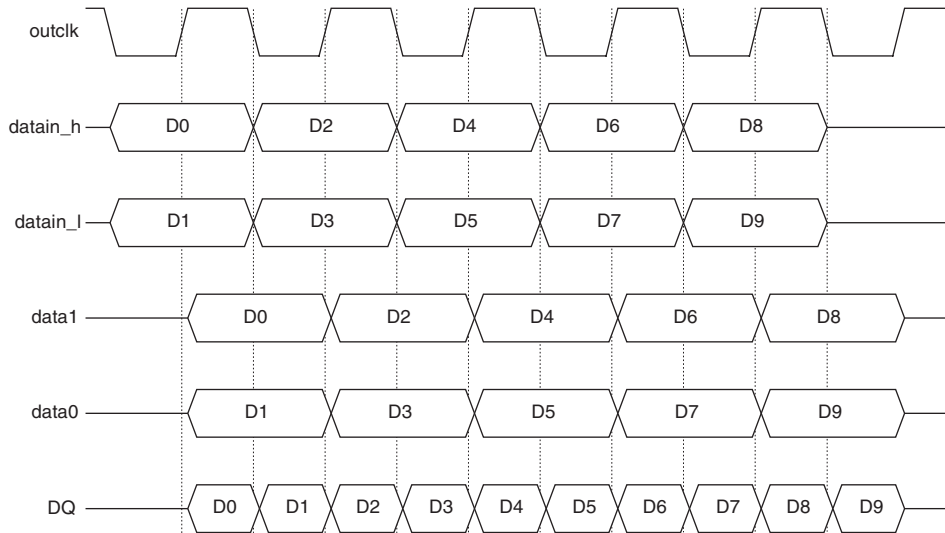 outclk
datain_h D0 D2 D4 D6 D8
datain_l D1 D3 D5 D7 D9
data1 D0 D2 D4 D6 D8
data0 D1 D3 D5 D7 D9
DQ D0 D1 D2 D3 D4 D5 D6 D7 D8 D9